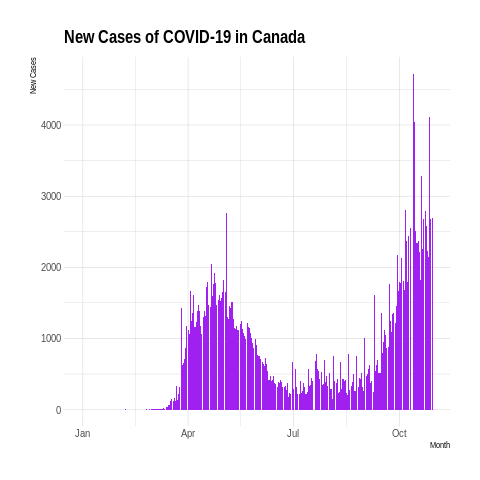 New Cases of COVID-19 in Canada
New Cases
4000
3000
2000
1000
0
Jan Apr Jul Oct
Month